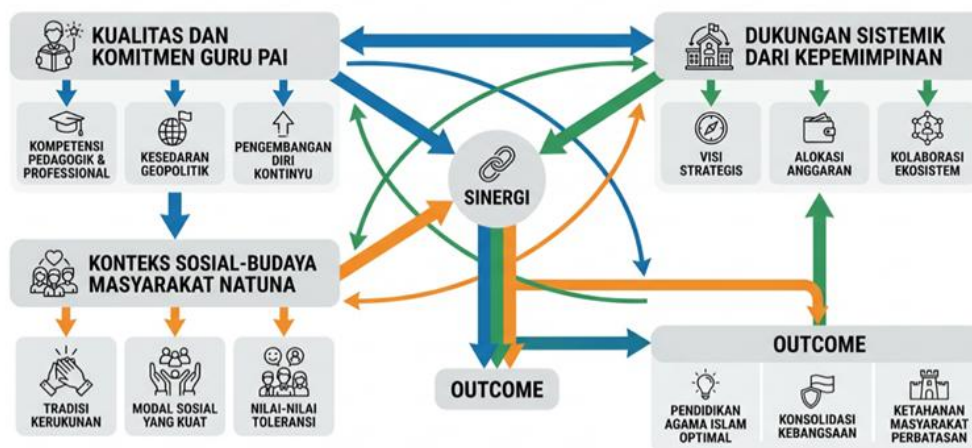 KUALITAS DAN
KOMITMEN GURU PAI
KOMPETENSI
PEDAGOGIK &
PROFESSIONAL
KESEDARAN
GEOPOLITIK
PENGEMBANGAN
DIRI
KONTINYU
DUKUNGAN SISTEMIK
DARI KEPEMIMPINAN
VISI
STRATEGIS
ALOKASI
ANGGARAN
KOLABORASI
EKOSISTEM
SINERGI
KONTEKS SOSIAL-BUDAYA
MASYARAKAT NATUNA
TRADISI
KERUKUNAN
MODAL SOSIAL
YANG KUAT
NILAI-NILAI
TOLERANSI
OUTCOME
OUTCOME
PENDIDIKAN
AGAMA ISLAM
OPTIMAL
KONSOLIDASI
KEBANGSAAN
KETAHANAN
MASYARAKAT
PERBATASAN